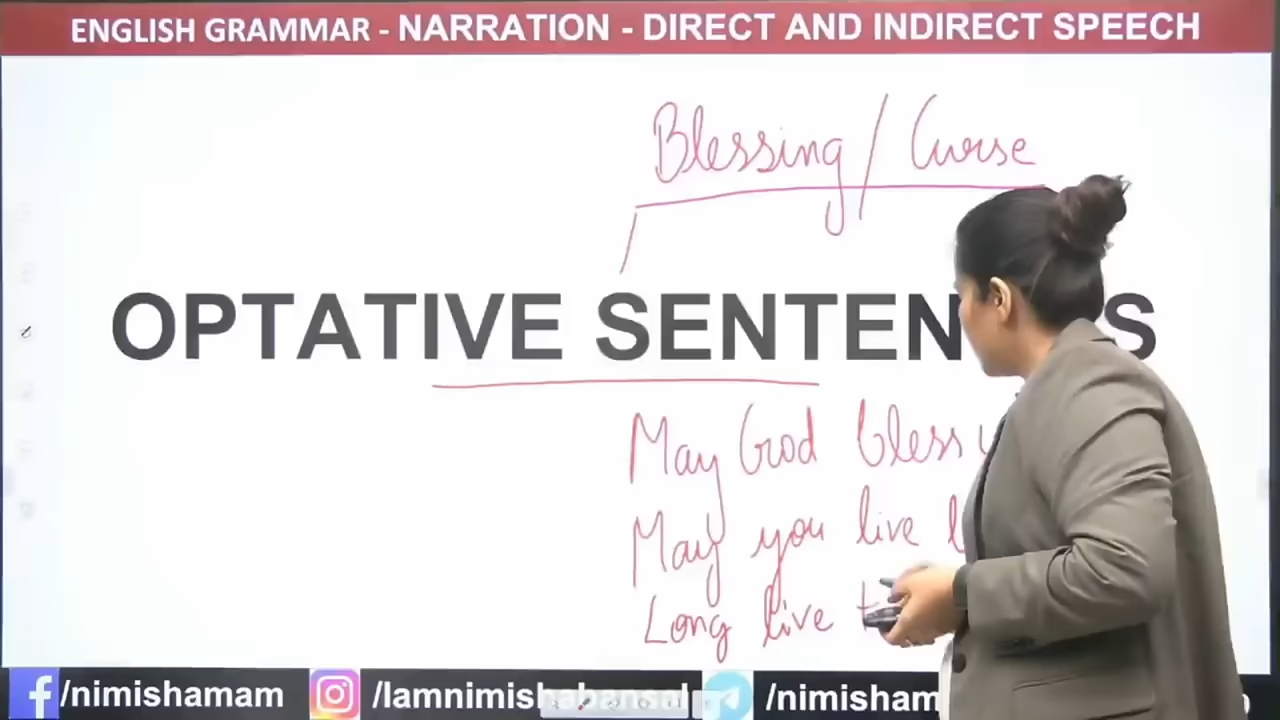 ENGLISH GRAMMAR - NARRATION - DIRECT AND INDIRECT SPEECH
Blessing / Curse
OPTATIVE SENTEN S
May God bless
May you live
Long live
/nimishamam /Iamnimishabansal /nimishamam